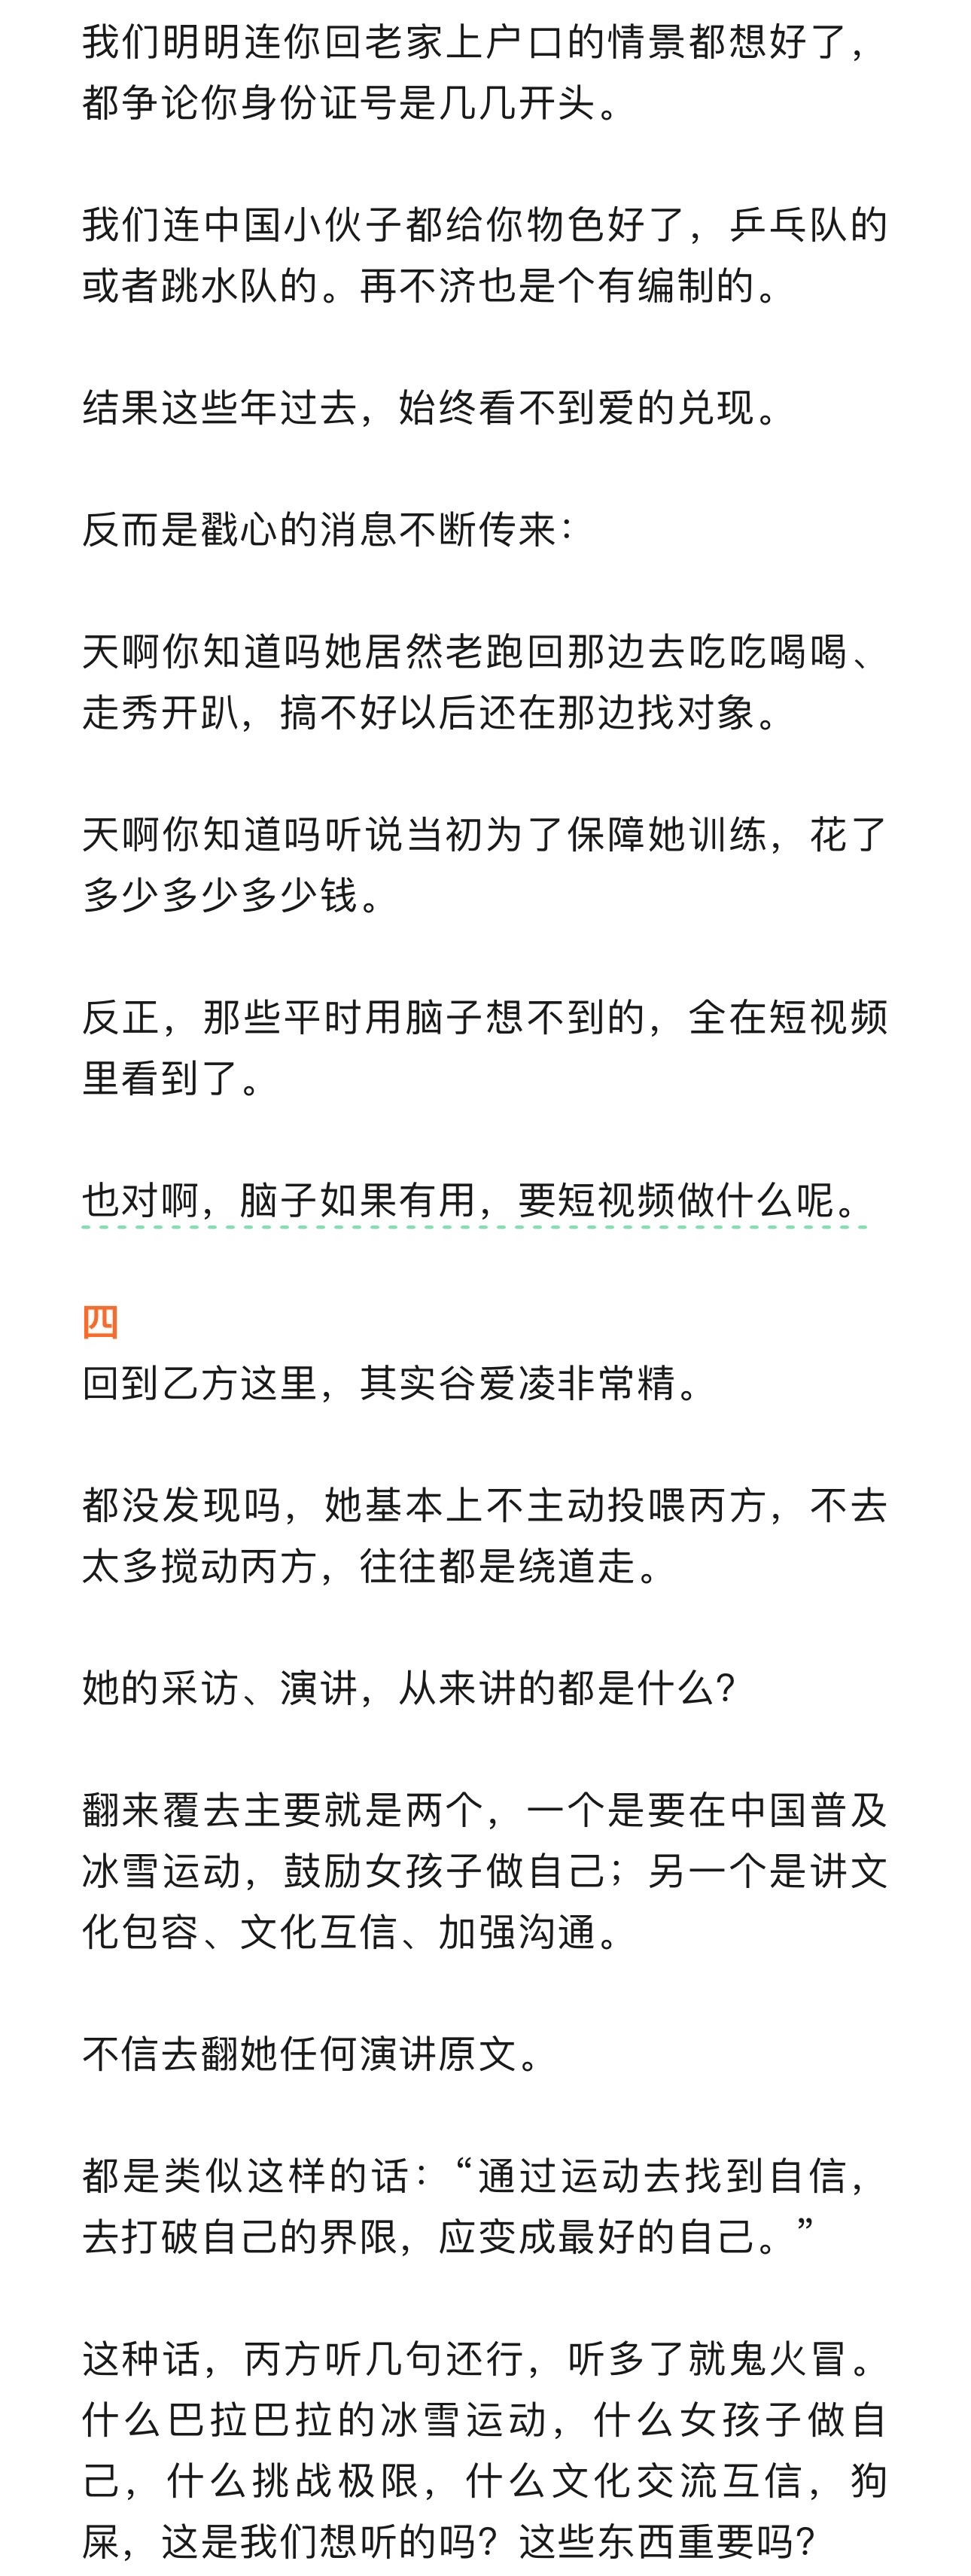 我们明明连你回老家上户口的情景都想好了，
都争论你身份证号是几几开头。
我们连中国小伙子都给你物色好了，乒乓队的
或者跳水队的。再不济也是个有编制的。
结果这些年过去，始终看不到爱的兑现。
反而是戳心的消息不断传来：
天啊你知道吗她居然老跑回那边去吃吃喝喝、
走秀开趴，搞不好以后还在那边找对象。
天啊你知道吗听说当初为了保障她训练，花了
多少多少多少钱。
反正，那些平时用脑子想不到的，全在短视频
里看到了。
也对啊，脑子如果有用，要短视频做什么呢。
四
回到乙方这里，其实谷爱凌非常精。
都没发现吗，她基本上不主动投喂丙方，不去
太多搅动丙方，往往都是绕道走。
她的采访、演讲，从来讲的都是什么？
翻来覆去主要就是两个，一个是要在中国普及
冰雪运动，鼓励女孩子做自己；另一个是讲文
化包容、文化互信、加强沟通。
不信去翻她任何演讲原文。
都是类似这样的话：“通过运动去找到自信，
去打破自己的界限，应变成最好的自己。”
这种话，丙方听几句还行，听多了就鬼火冒。
什么巴拉巴拉的冰雪运动，什么女孩子做自
己，什么挑战极限，什么文化交流互信，狗
屎，这是我们想听的吗？这些东西重要吗？